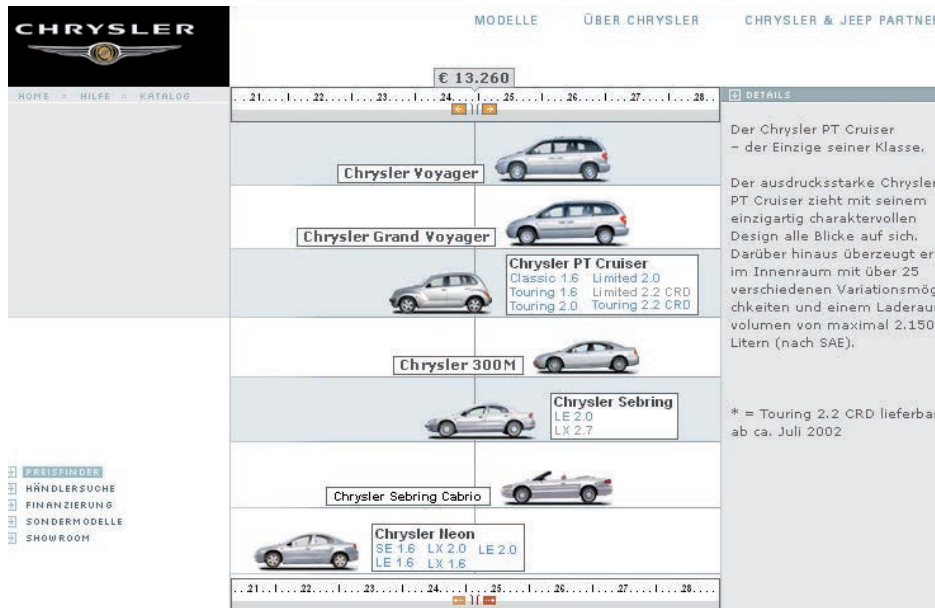 CHRYSLER
MODELLE ÜBER CHRYSLER CHRYSLER & JEEP PARTNER
€ 13.260
HOME :: HILFE :: KATALOG
. . 21. . . . I . . . . 22. . . . I . . . . 23. . . . I . . . . 24. . . . I . . . . 25. . . . I . . . . 26. . . . I . . . . 27. . . . I . . . . 28. .
DETAILS
Chrysler Voyager
Chrysler Grand Voyager
Chrysler PT Cruiser
Classic 1.6 Limited 2.0
Touring 1.6 Limited 2.2 CRD
Touring 2.0 Touring 2.2 CRD
Chrysler 300M
Chrysler Sebring
LE 2.0
LX 2.7
Chrysler Sebring Cabrio
Chrysler Neon
SE 1.6 LX 2.0 LE 2.0
LE 1.6 LX 1.6
. . 21. . . I . . . . 22. . . . I . . . . 23. . . . I . . . . 24. . . . I . . . . 25. . . . I . . . . 26. . . . I . . . . 27. . . . I . . . . 28. . . .
Der Chrysler PT Cruiser
– der Einzige seiner Klasse.
Der ausdrucksstarke Chrysler
PT Cruiser zieht mit seinem
einzigartig charaktervollen
Design alle Blicke auf sich.
Darüber hinaus überzeugt er
im Innenraum mit über 25
verschiedenen Variationsmög
chkeiten und einem Laderau
volumen von maximal 2.150
Litern (nach SAE).
* = Touring 2.2 CRD lieferba
ab ca. Juli 2002
PREISFINDER
HÄNDLERSUCHE
FINANZIERUNG
SONDERMODELLE
SHOWROOM